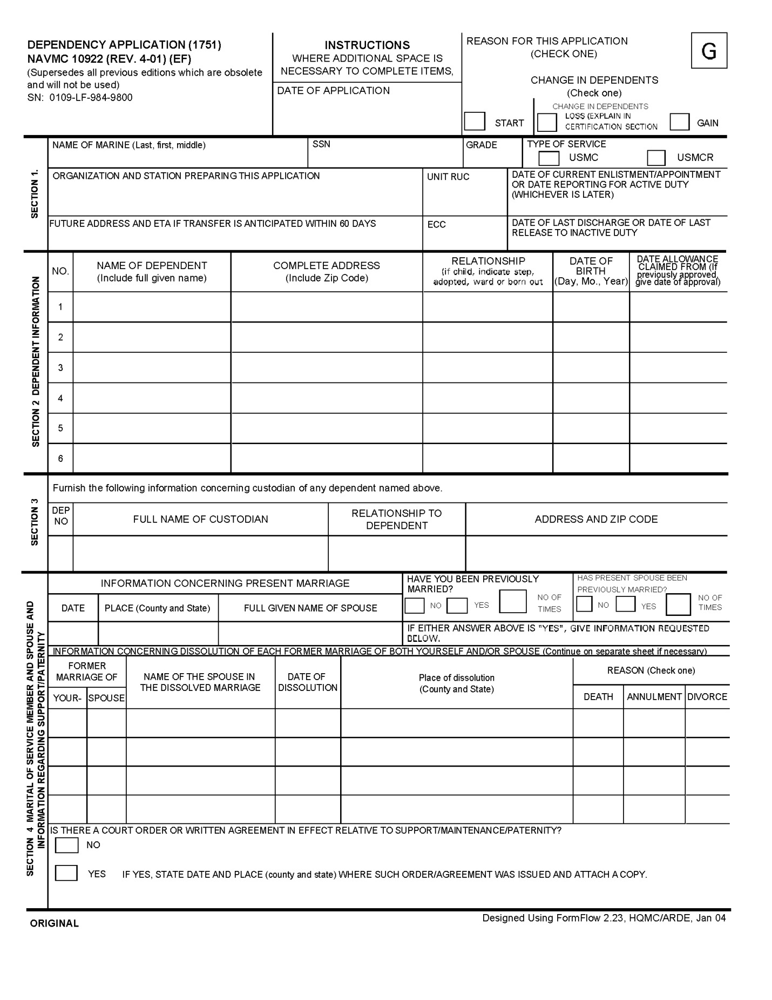 DEPENDENCY APPLICATION (1751)
NAVMC 10922 (REV. 4-01) (EF)
(Supersedes all previous editions which are obsolete
and will not be used)
SN: 0109-LF-984-9800
INSTRUCTIONS
WHERE ADDITIONAL SPACE IS
NECESSARY TO COMPLETE ITEMS,
DATE OF APPLICATION
REASON FOR THIS APPLICATION
(CHECK ONE)
G
CHANGE IN DEPENDENTS
(Check one)
CHANGE IN DEPENDENTS
START
LOSS (EXPLAIN IN
CERTIFICATION SECTION
GAIN
SECTION 1.
NAME OF MARINE (Last, first, middle)
SSN
GRADE
TYPE OF SERVICE
USMC
USMCR
ORGANIZATION AND STATION PREPARING THIS APPLICATION
UNIT RUC
DATE OF CURRENT ENLISTMENT/APPOINTMENT
OR DATE REPORTING FOR ACTIVE DUTY
(WHICHEVER IS LATER)
FUTURE ADDRESS AND ETA IF TRANSFER IS ANTICIPATED WITHIN 60 DAYS
ECC
DATE OF LAST DISCHARGE OR DATE OF LAST
RELEASE TO INACTIVE DUTY
SECTION 2 DEPENDENT INFORMATION
NO.
NAME OF DEPENDENT
(Include full given name)
COMPLETE ADDRESS
(Include Zip Code)
RELATIONSHIP
(if child, indicate step,
adopted, ward or born out
DATE OF
BIRTH
(Day, Mo., Year)
DATE ALLOWANCE
CLAIMED FROM (If
previously approved,
give date of approval)
1
2
3
4
5
6
SECTION 3
Furnish the following information concerning custodian of any dependent named above.
DEP
NO
FULL NAME OF CUSTODIAN
RELATIONSHIP TO
DEPENDENT
ADDRESS AND ZIP CODE
SECTION 4 MARITAL OF SERVICE MEMBER AND SPOUSE AND
INFORMATION REGARDING SUPPORT/PATERNITY
INFORMATION CONCERNING PRESENT MARRIAGE
DATE
PLACE (County and State)
FULL GIVEN NAME OF SPOUSE
HAVE YOU BEEN PREVIOUSLY
MARRIED?
NO
YES
NO OF
TIMES
HAS PRESENT SPOUSE BEEN
PREVIOUSLY MARRIED?
NO
YES
NO OF
TIMES
IF EITHER ANSWER ABOVE IS "YES", GIVE INFORMATION REQUESTED
BELOW.
INFORMATION CONCERNING DISSOLUTION OF EACH FORMER MARRIAGE OF BOTH YOURSELF AND/OR SPOUSE (Continue on separate sheet if necessary)
FORMER
MARRIAGE OF
YOUR-
SPOUSE
NAME OF THE SPOUSE IN
THE DISSOLVED MARRIAGE
DATE OF
DISSOLUTION
Place of dissolution
(County and State)
REASON (Check one)
DEATH
ANNULMENT
DIVORCE
IS THERE A COURT ORDER OR WRITTEN AGREEMENT IN EFFECT RELATIVE TO SUPPORT/MAINTENANCE/PATERNITY?
NO
YES IF YES, STATE DATE AND PLACE (county and state) WHERE SUCH ORDER/AGREEMENT WAS ISSUED AND ATTACH A COPY.
ORIGINAL
Designed Using FormFlow 2.23, HQMC/ARDE, Jan 04